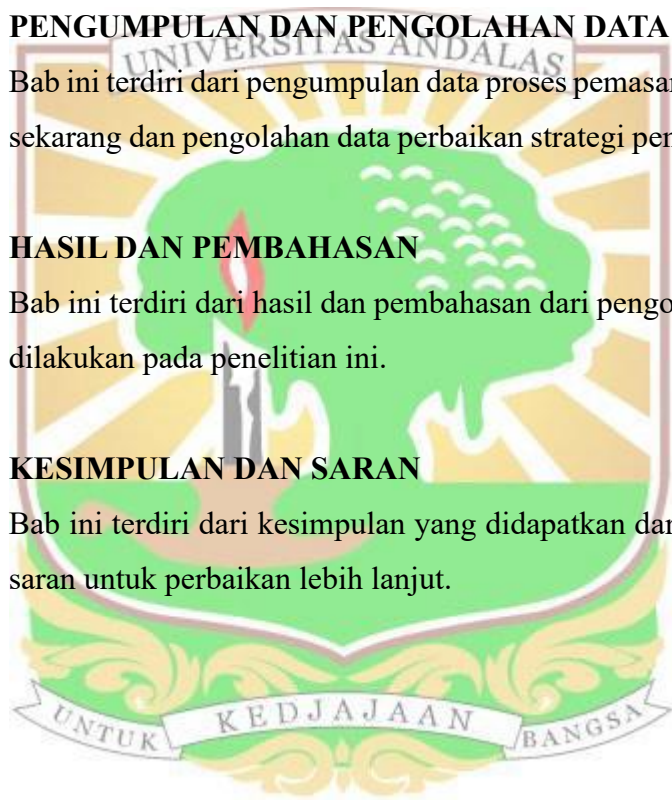 PENGUMPULAN DAN PENGOLAHAN DATA
UNIVERSITAS ANDALAS
Bab ini terdiri dari pengumpulan data proses pemasar
sekarang dan pengolahan data perbaikan strategi pe
HASIL DAN PEMBAHASAN
Bab ini terdiri dari hasil dan pembahasan dari pengo
dilakukan pada penelitian ini.
KESIMPULAN DAN SARAN
Bab ini terdiri dari kesimpulan yang didapatkan dar
saran untuk perbaikan lebih lanjut.
UNTUK KEDJAJAAN BANGSA